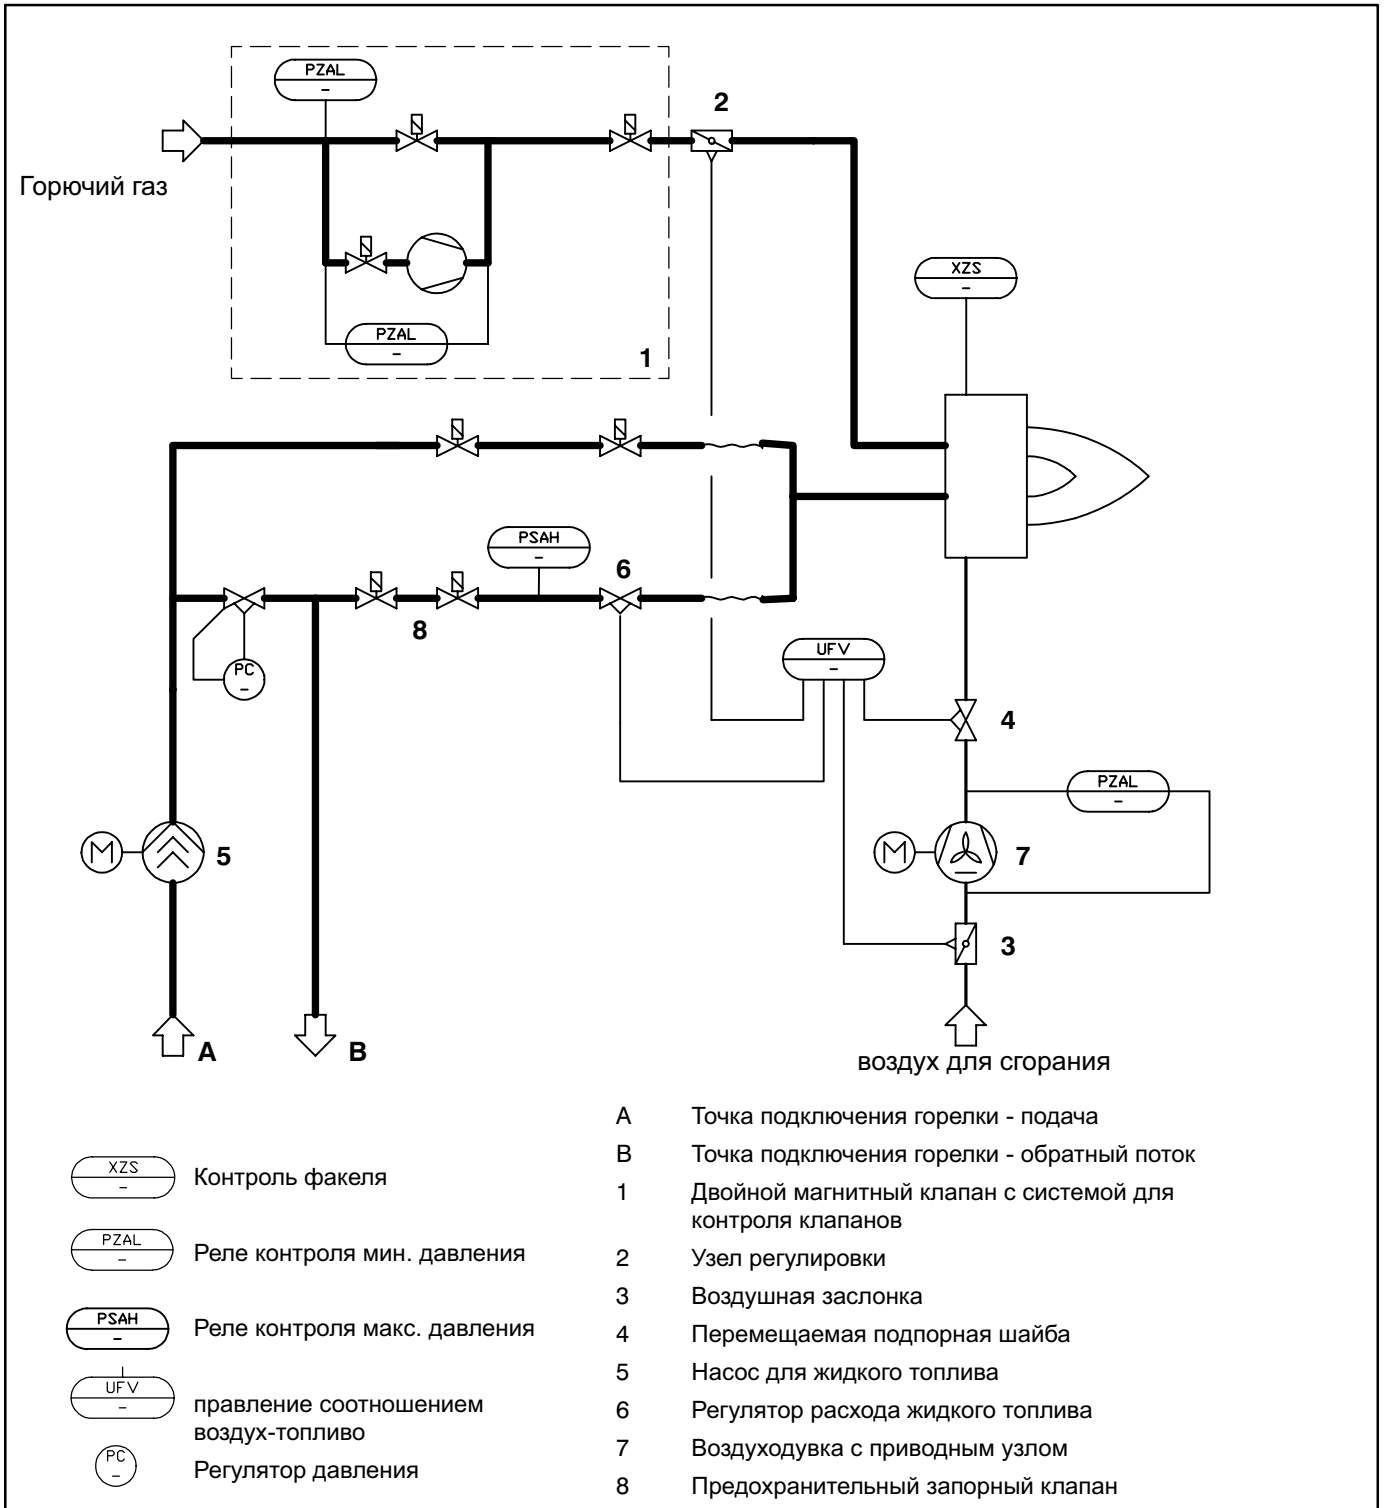 PZAL
–
2
Горючий газ
XZS
–
PZAL
–
1
PSAH
–
6
8
UFV
–
PC
–
4
PZAL
–
M
5
M
7
3
A
B
воздух для сгорания
XZS
–
Контроль факеля
PZAL
–
Реле контроля мин. давления
PSAH
–
Реле контроля макс. давления
UFV
–
правление соотношением
воздух-топливо
PC
–
Регулятор давления
A Точка подключения горелки - подача
B Точка подключения горелки - обратный поток
1 Двойной магнитный клапан с системой для
контроля клапанов
2 Узел регулировки
3 Воздушная заслонка
4 Перемещаемая подпорная шайба
5 Насос для жидкого топлива
6 Регулятор расхода жидкого топлива
7 Воздуходувка с приводным узлом
8 Предохранительный запорный клапан